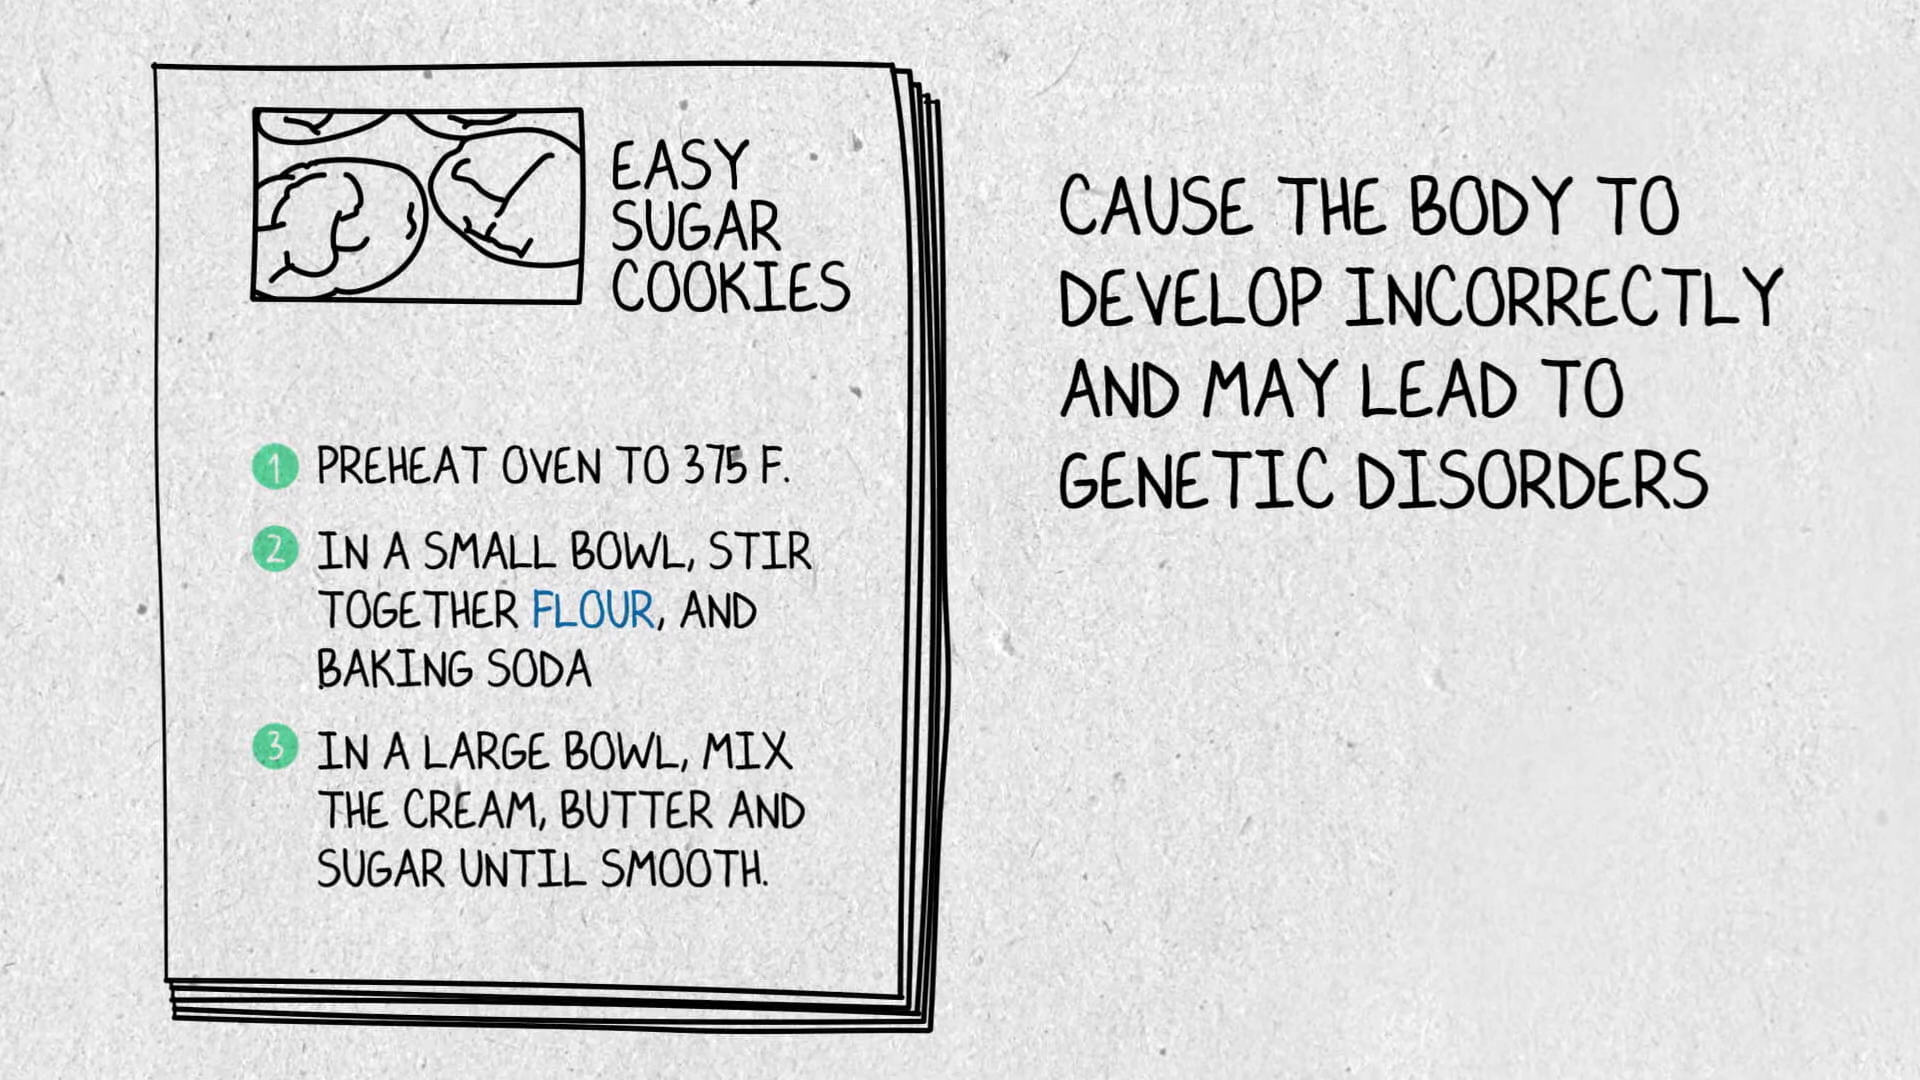 EASY
SUGAR
COOKIES
1 PREHEAT OVEN TO 375 F.
2 IN A SMALL BOWL, STIR
TOGETHER FLOUR, AND
BAKING SODA
3 IN A LARGE BOWL, MIX
THE CREAM, BUTTER AND
SUGAR UNTIL SMOOTH.
CAUSE THE BODY TO
DEVELOP INCORRECTLY
AND MAY LEAD TO
GENETIC DISORDERS